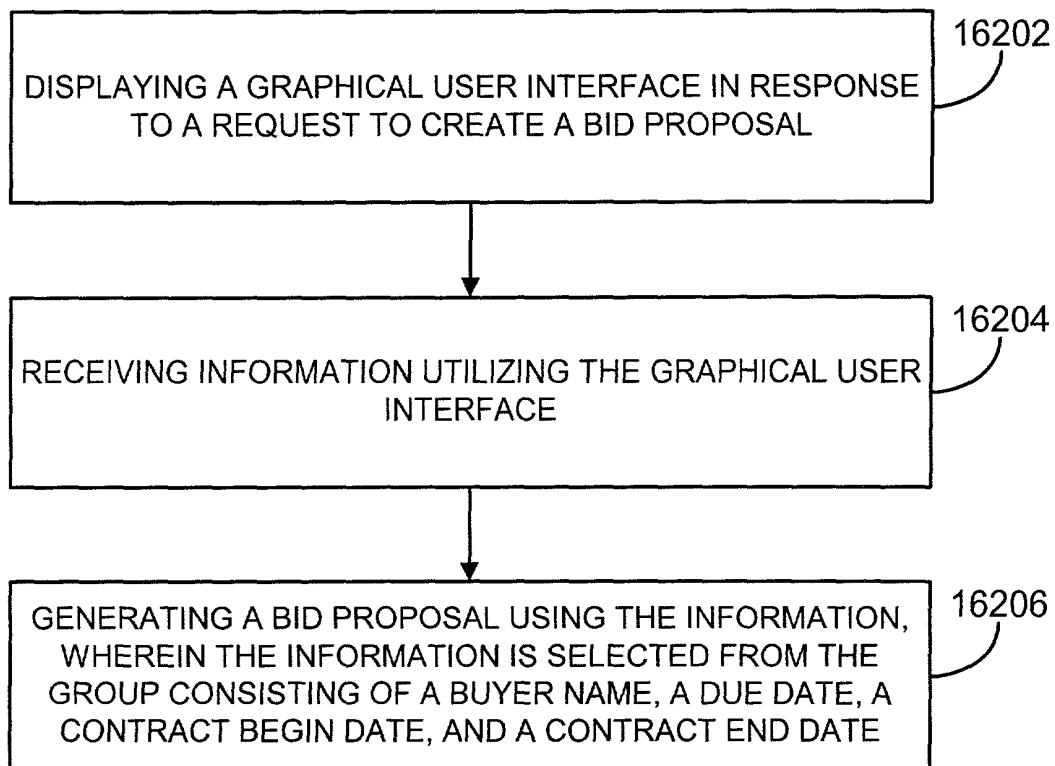 16202
DISPLAYING A GRAPHICAL USER INTERFACE IN RESPONSE
TO A REQUEST TO CREATE A BID PROPOSAL
16204
RECEIVING INFORMATION UTILIZING THE GRAPHICAL USER
INTERFACE
16206
GENERATING A BID PROPOSAL USING THE INFORMATION,
WHEREIN THE INFORMATION IS SELECTED FROM THE
GROUP CONSISTING OF A BUYER NAME, A DUE DATE, A
CONTRACT BEGIN DATE, AND A CONTRACT END DATE